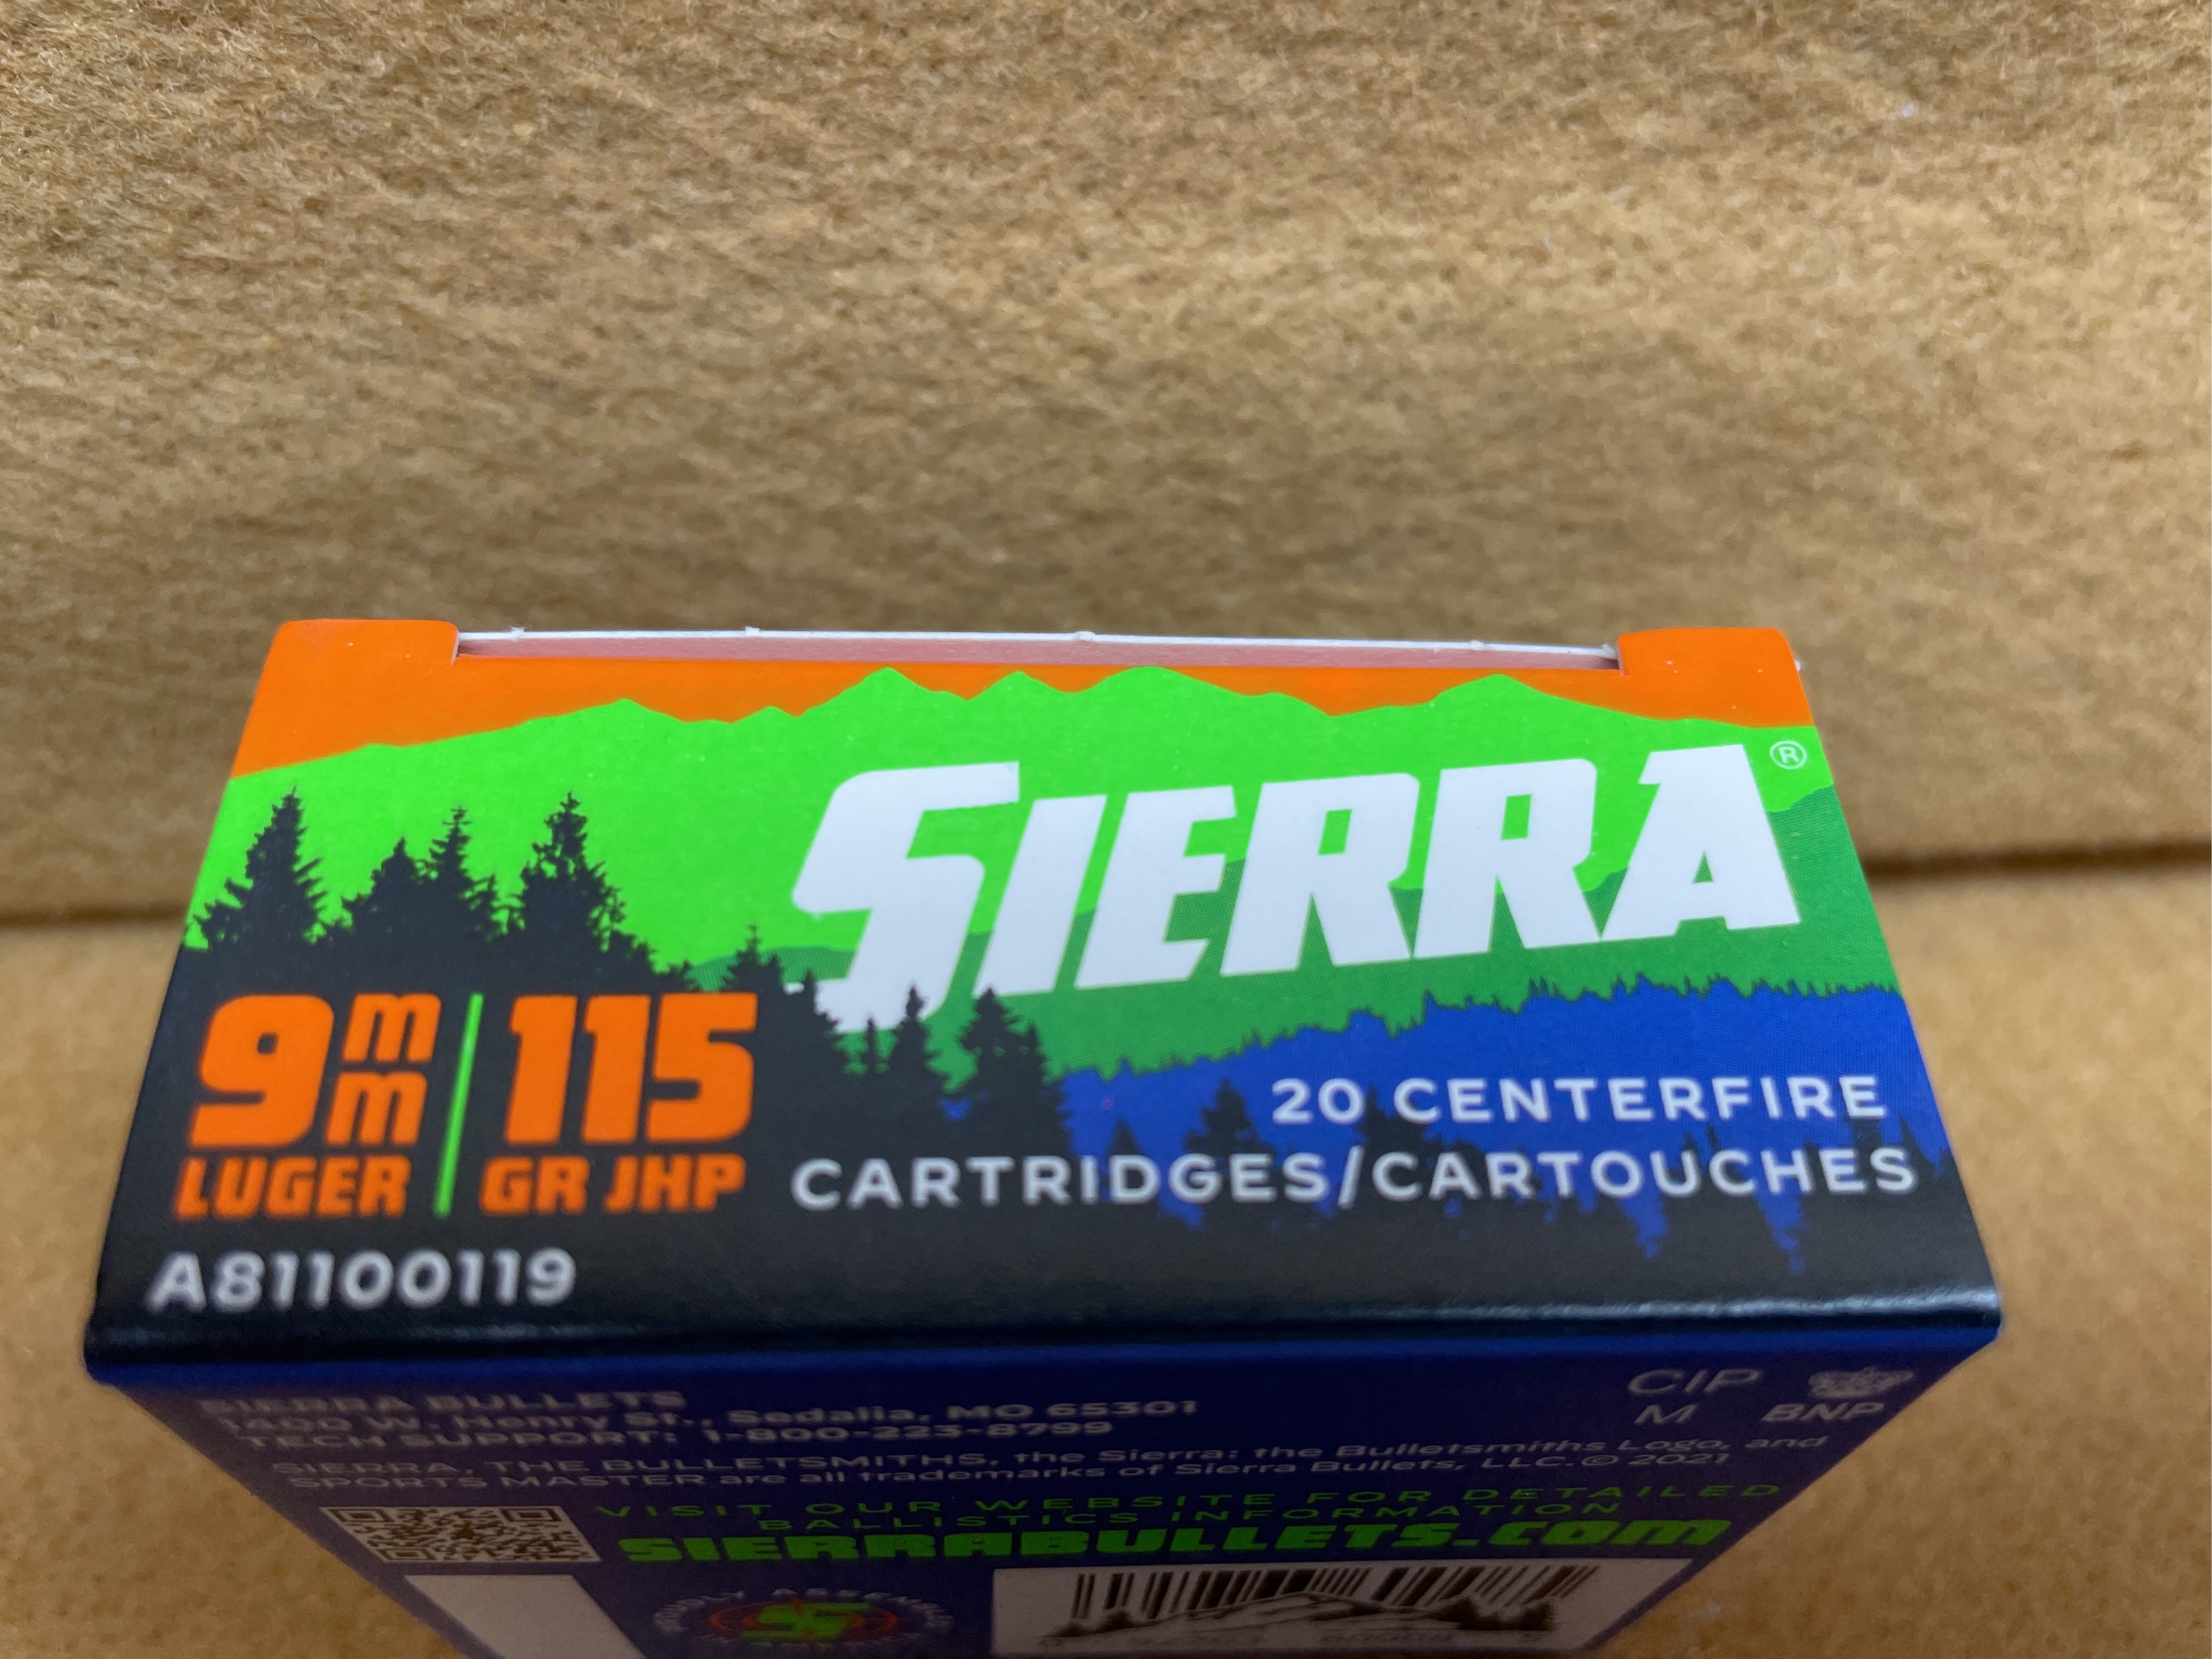 SIERRA®
9mm LUGER | 115 GR JHP
20 CENTERFIRE
CARTRIDGES/CARTOUCHES
A81100119
SIERRA BULLETS
1400 W. Henry St., Sedalia, MO 65301
TECH SUPPORT: 1-800-223-8799
CIP
M BNP
SIERRA, THE BULLETSMITHS, the Sierra: the Bulletsmiths Logo, and
SPORTS MASTER are all trademarks of Sierra Bullets, LLC.© 2021
VISIT OUR WEBSITE FOR DETAILED
BALLISTICS INFORMATION
SIERRABULLETS.COM
PROUDLY ASSEMBLED